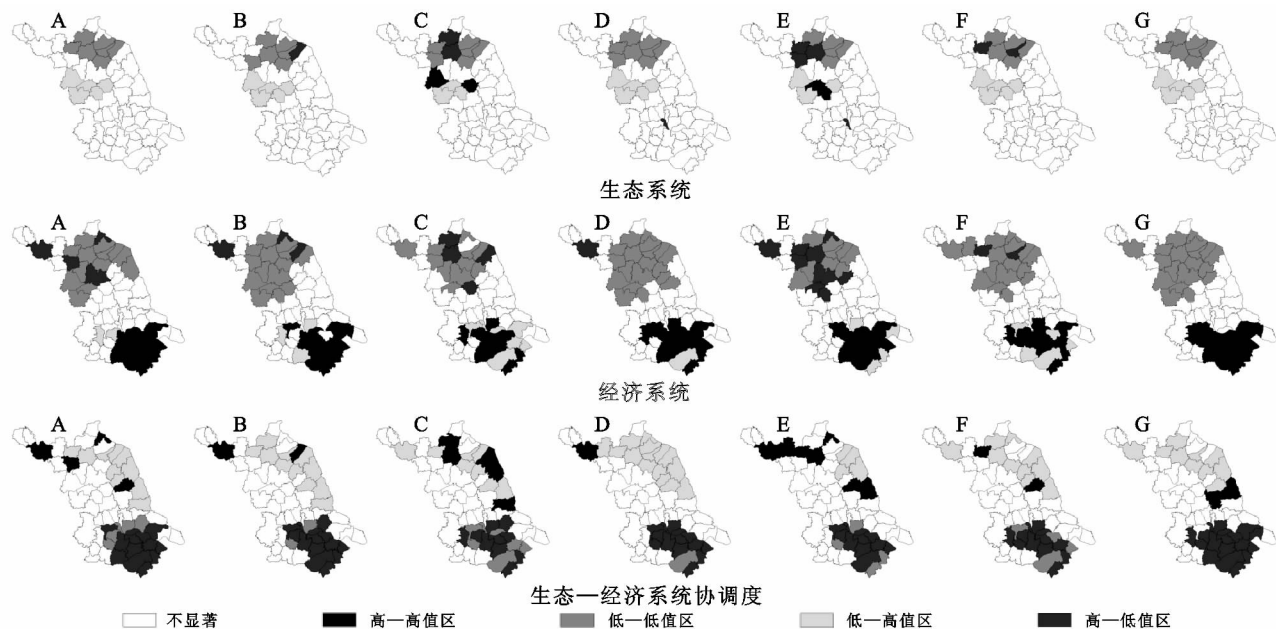 A B C D E F G
生态系统
A B C D E F G
经济系统
A B C D E F G
生态—经济系统协调度
不显著 高—高值区 低—低值区 低—高值区 高—低值区